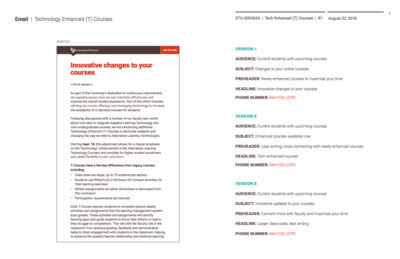 Email | Technology Enhanced (T) Courses
STU-0004634 | Tech Enhanced (T) Courses | R1
August 22, 2018
DESKTOP
University of Phoenix
Innovative changes to your
courses
As part of the University's dedication to continuous improvement,
we regularly assess how we can maximize efficiencies and
improve the overall student experience. Part of this effort includes
refining our course offerings and leveraging technology to increase
the availability of in-demand courses for students.
Following discussions with a number of you faculty last month
about how best to integrate Adaptive Learning Technology into
core undergraduate courses, we are introducing additional
Technology Enhanced (T) Courses in particular subjects and
changing the way we refer to Alternative Learning Technologies.
Starting Sept. 18, this adjustment allows for a clearer emphasis
on the "technology" enhancement in the Alternative Learning
Technology Courses, and provides for higher student enrollment
and added flexibility to the curriculum.
T Courses have a few key differences from legacy courses,
including:
• Class sizes are larger, up to 75 students per section
• Students use WileyPLUS or McGraw-Hill Connect activities for
their learning exercises
• Written assignments are either diminished or eliminated from
the curriculum
• Participation requirements are reduced
Each T Course requires students to complete various weekly
activities and assignments that the learning management system
auto-grades. These activities and assignments will identify
learning gaps and guide students to focus their efforts on topics
they struggle to comprehend. This will shift the faculty role in the
classroom from arduous grading, feedback and administrative
tasks to direct engagement with students in the classroom, helping
to enhance the student/teacher relationship and reinforce learning.
VERSION 1:
AUDIENCE: Current students with upcoming courses
SUBJECT: Changes to your online courses
PREHEADER: Newly enhanced courses to maximize your time
HEADLINE: Innovative changes to your courses
PHONE NUMBER: 844-YES-UOPX
VERSION 2:
AUDIENCE: Current students with upcoming courses
SUBJECT: Enhanced courses available now
PREHEADER: Less writing, more connecting with newly enhanced courses
HEADLINE: Tech-enhanced courses
PHONE NUMBER: 844-YES-UOPX
VERSION 3:
AUDIENCE: Current students with upcoming courses
SUBJECT: Innovative updates to your courses
PREHEADER: Connect more with faculty and maximize your time
HEADLINE: Larger class sizes, less writing
PHONE NUMBER: 844-YES-UOPX